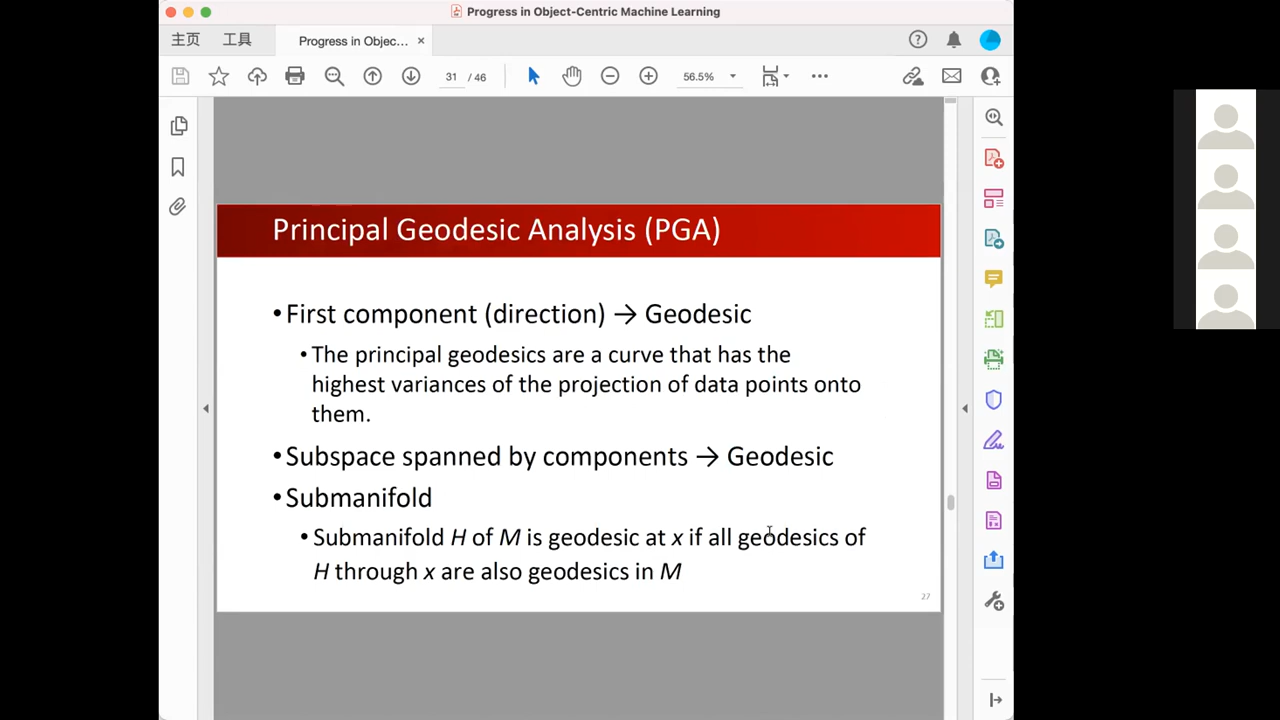 Progress in Object-Centric Machine Learning
主页 工具 Progress in Objec... ×
31 / 46 56.5%
Principal Geodesic Analysis (PGA)
•First component (direction) → Geodesic
•The principal geodesics are a curve that has the
highest variances of the projection of data points onto
them.
•Subspace spanned by components → Geodesic
•Submanifold
•Submanifold H of M is geodesic at x if all geodesics of
H through x are also geodesics in M
27